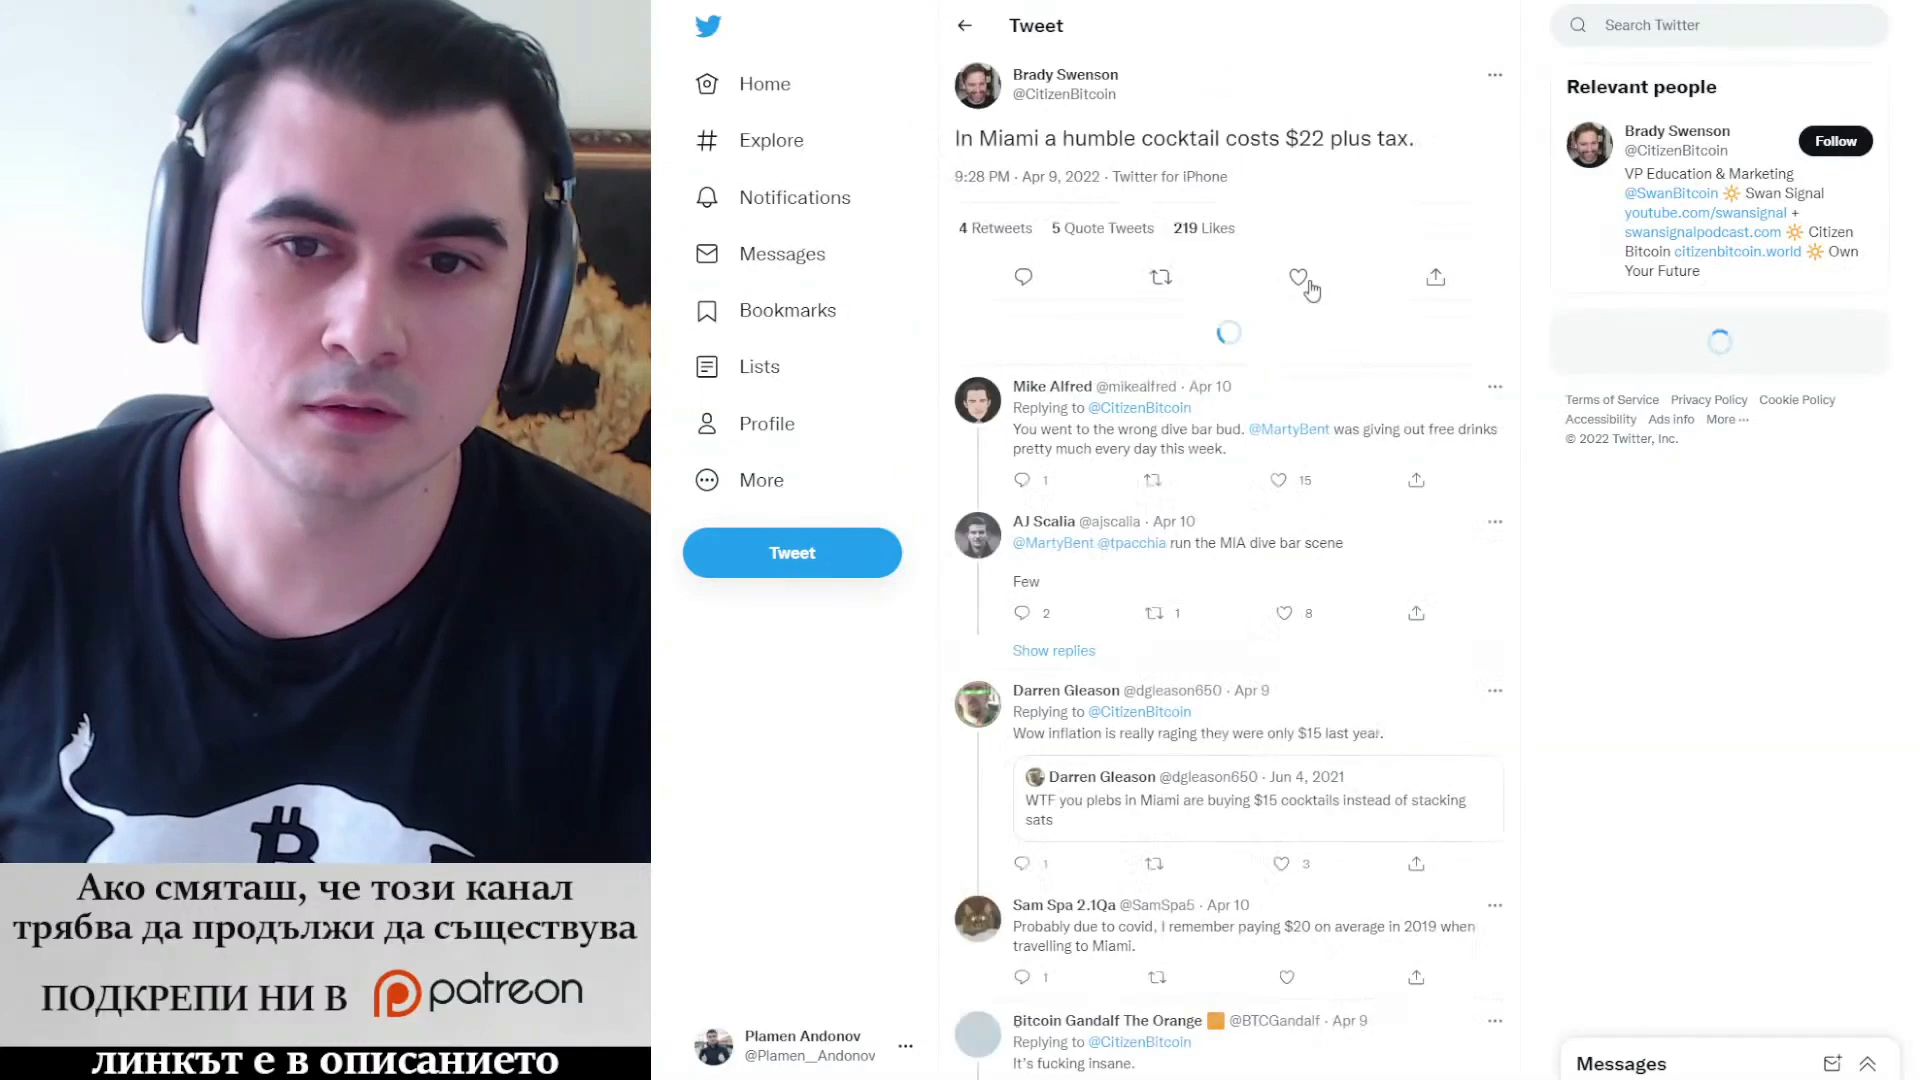 Home
Explore
Notifications
Messages
Bookmarks
Lists
Profile
More
Tweet
Plamen Andonov
@Plamen__Andonov
Tweet
Brady Swenson
@CitizenBitcoin
In Miami a humble cocktail costs $22 plus tax.
9:28 PM · Apr 9, 2022 · Twitter for iPhone
4 Retweets 5 Quote Tweets 219 Likes
Mike Alfred @mikealfred · Apr 10
Replying to @CitizenBitcoin
You went to the wrong dive bar bud. @MartyBent was giving out free drinks
pretty much every day this week.
1 15
AJ Scalia @ajscalia · Apr 10
@MartyBent @tpacchia run the MIA dive bar scene
Few
2 1 8
Show replies
Darren Gleason @dgleason650 · Apr 9
Replying to @CitizenBitcoin
Wow inflation is really raging they were only $15 last year.
Darren Gleason @dgleason650 · Jun 4, 2021
WTF you plebs in Miami are buying $15 cocktails instead of stacking
sats
1 3
Sam Spa 2.1Qa @SamSpa5 · Apr 10
Probably due to covid, I remember paying $20 on average in 2019 when
travelling to Miami.
1
Bitcoin Gandalf The Orange @BTCGandalf · Apr 9
Replying to @CitizenBitcoin
It's fucking insane.
Search Twitter
Relevant people
Brady Swenson
@CitizenBitcoin
Follow
VP Education & Marketing
@SwanBitcoin Swan Signal
youtube.com/swansignal +
swansignalpodcast.com Citizen
Bitcoin citizenbitcoin.world Own
Your Future
Terms of Service Privacy Policy Cookie Policy
Accessibility Ads info More ···
© 2022 Twitter, Inc.
Messages
Ако смяташ, че този канал
трябва да продължи да съществува
ПОДКРЕПИ НИ В patreon
линкът е в описанието